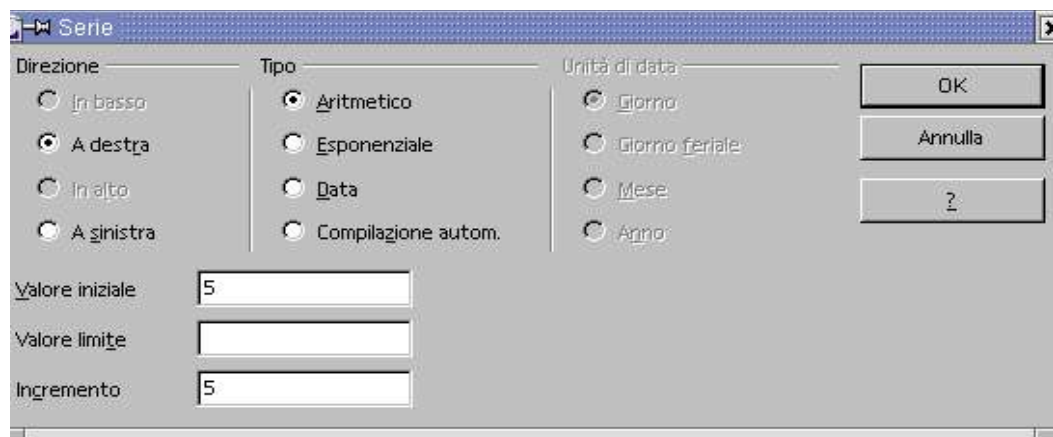 Serie
Direzione
In basso
A destra
In alto
A sinistra
Tipo
Aritmetico
Esponenziale
Data
Compilazione autom.
Unità di data
Giorno
Giorno feriale
Mese
Anno
OK
Annulla
?
Valore iniziale 5
Valore limite
Incremento 5